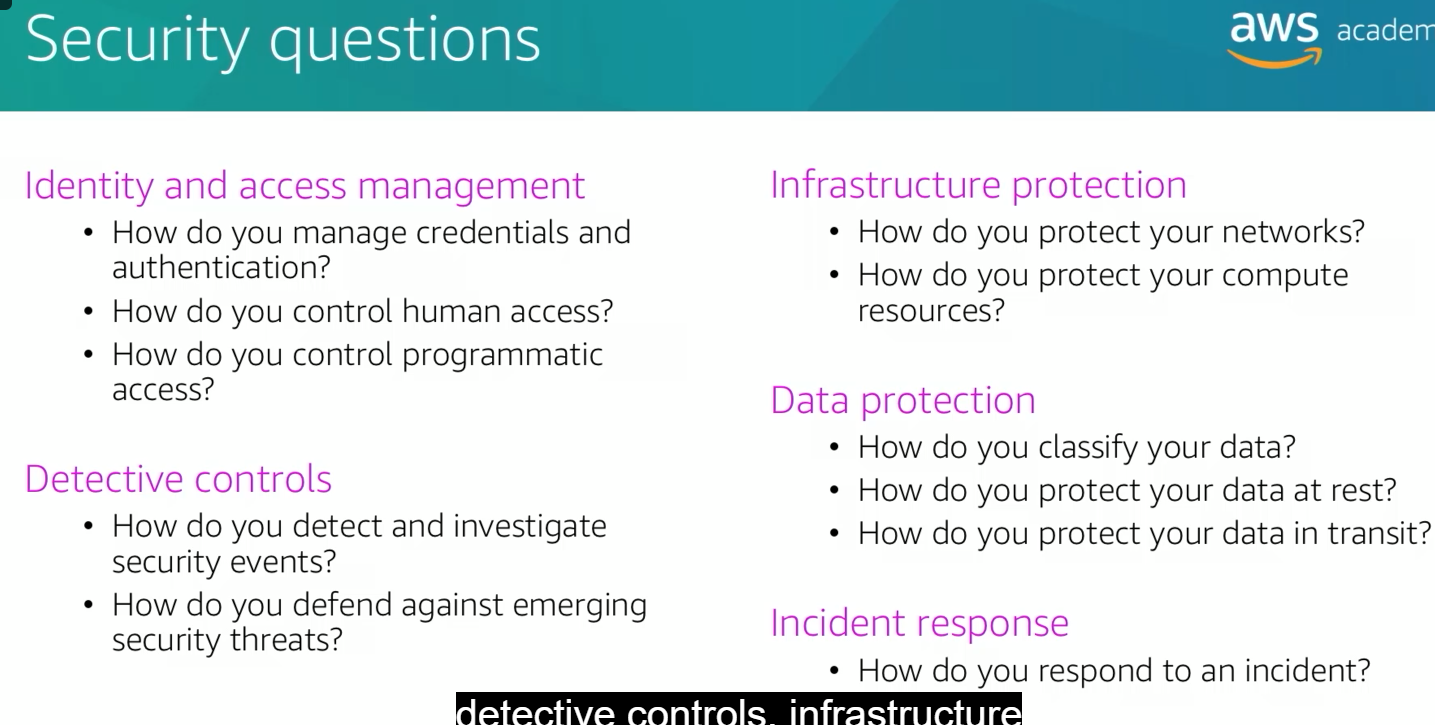 Security questions
aws academ
Identity and access management
• How do you manage credentials and
authentication?
• How do you control human access?
• How do you control programmatic
access?
Detective controls
• How do you detect and investigate
security events?
• How do you defend against emerging
security threats?
Infrastructure protection
• How do you protect your networks?
• How do you protect your compute
resources?
Data protection
• How do you classify your data?
• How do you protect your data at rest?
• How do you protect your data in transit?
Incident response
• How do you respond to an incident?
detective controls, infrastructure